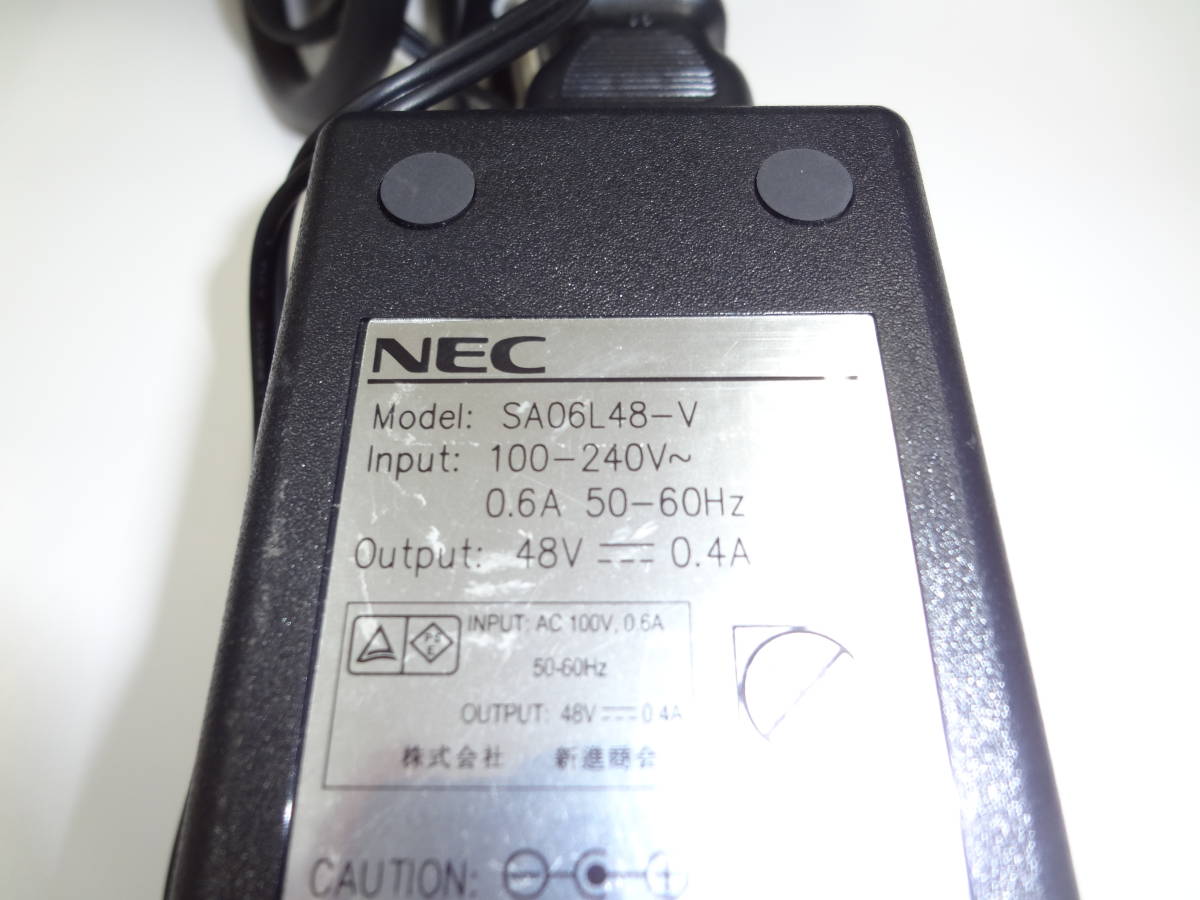 NEC
Model: SA06L48-V
Input: 100-240V~
0.6A 50-60Hz
Output: 48V ⎓ 0.4A
PS
E
INPUT: AC 100V, 0.6A
50-60Hz
OUTPUT: 48V ⎓ 0.4A
株式会社 新進商会
CAUTION: